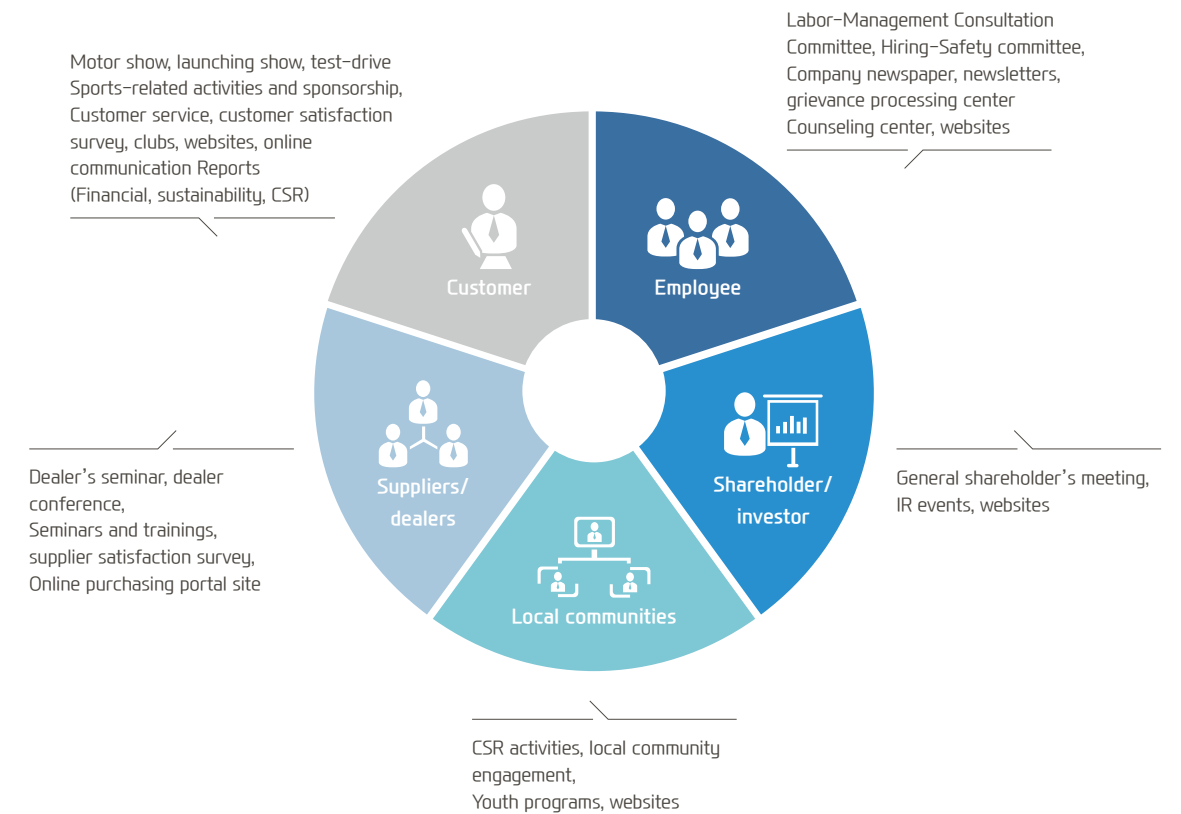 Motor show, launching show, test-drive
Sports-related activities and sponsorship,
Customer service, customer satisfaction
survey, clubs, websites, online
communication Reports
(Financial, sustainability, CSR)
Labor-Management Consultation
Committee, Hiring-Safety committee,
Company newspaper, newsletters,
grievance processing center
Counseling center, websites
Customer
Employee
Suppliers/
dealers
Shareholder/
investor
Local communities
Dealer's seminar, dealer
conference,
Seminars and trainings,
supplier satisfaction survey,
Online purchasing portal site
General shareholder's meeting,
IR events, websites
CSR activities, local community
engagement,
Youth programs, websites